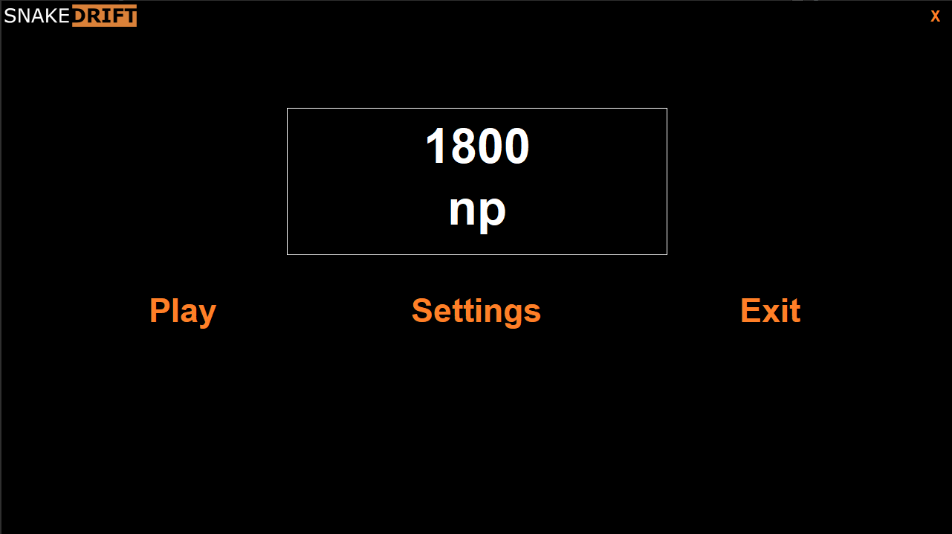 SNAKEDRIFT X
1800
np
Play Settings Exit